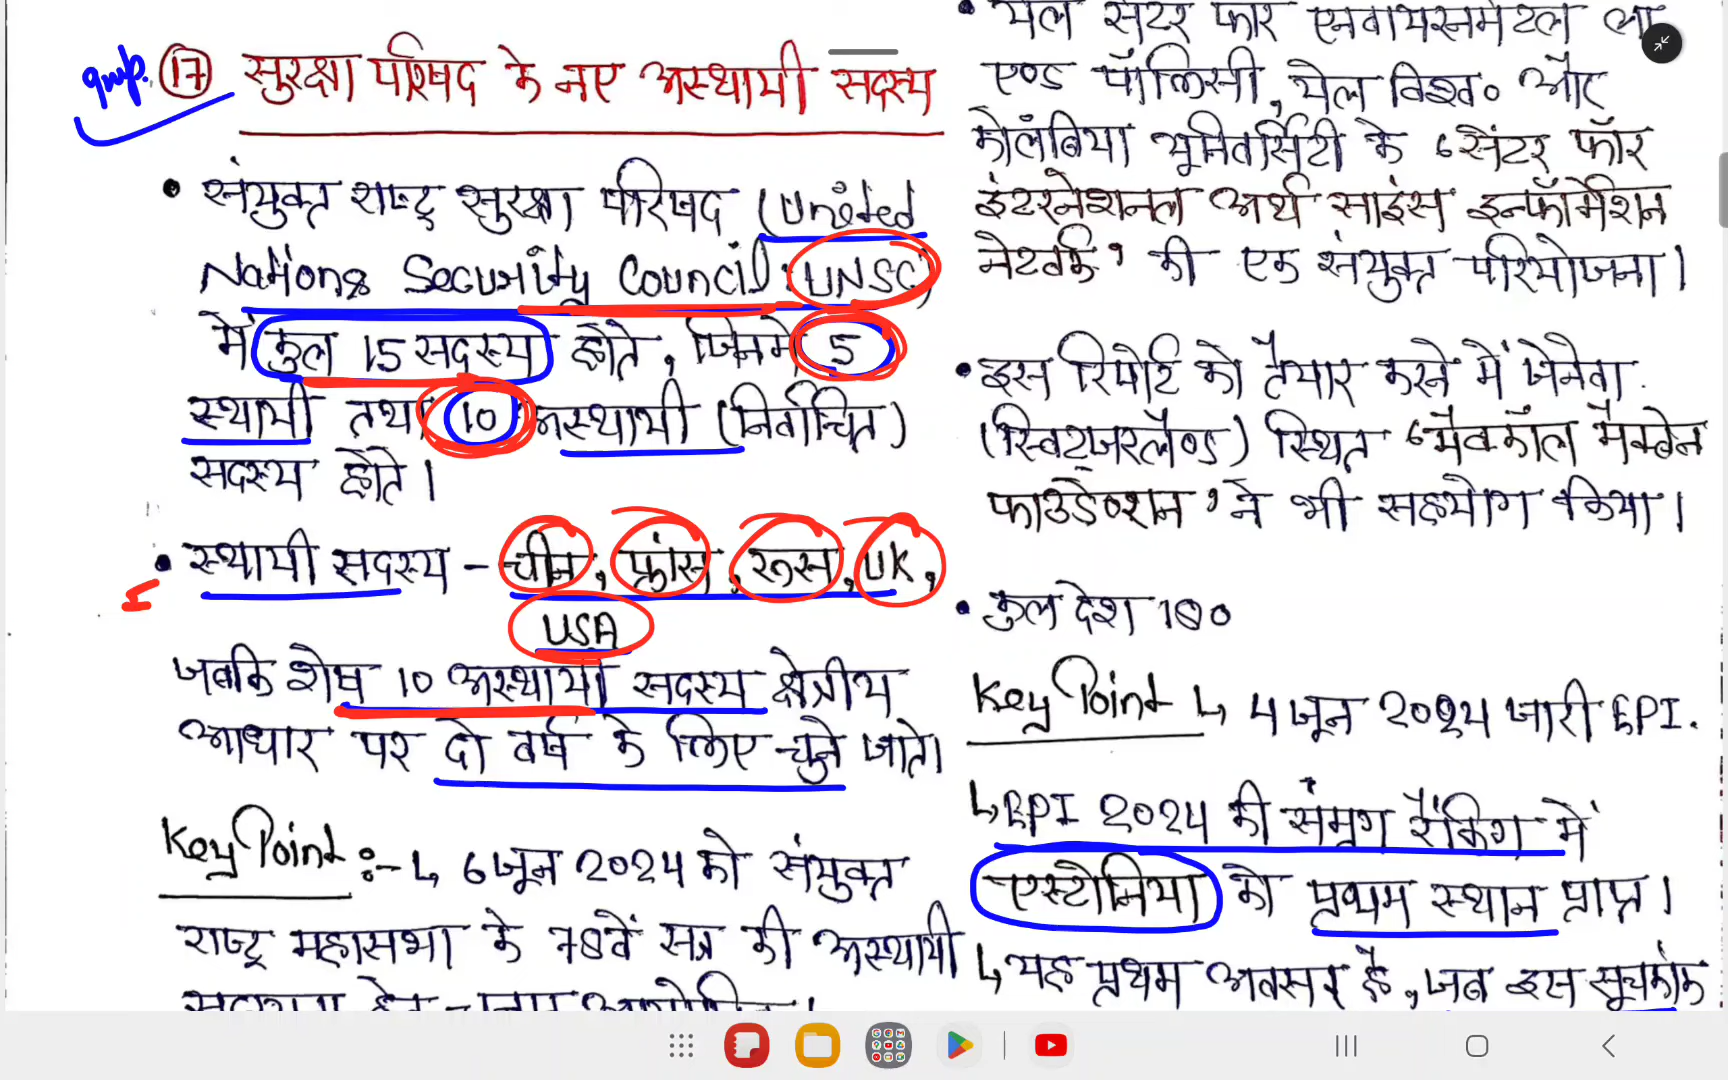 Imp. 17 सुरक्षा परिषद के नए अस्थायी सदस्य
• संयुक्त राष्ट्र सुरक्षा परिषद (United
Nations Security Council : UNSC)
में कुल 15 सदस्य होते, जिनमे 5
स्थायी तथा 10 अस्थायी (निर्वाचित)
सदस्य होते।
• स्थायी सदस्य - चीन, फ्रांस, रूस, UK,
5
USA
जबकि शेष 10 अस्थायी सदस्य क्षेत्रीय
आधार पर दो वर्ष के लिए चुने जाते।
Key Point :- ↳ 6 जून 2024 को संयुक्त
राष्ट्र महासभा के 78वें सत्र की अस्थायी
• येल सेंटर फॉर एनवायरनमेंटल लॉ
एण्ड पॉलिसी, येल विश्व० और
कोलंबिया यूनिवर्सिटी के ‘सेंटर फॉर
इंटरनेशनल अर्थ साइंस इन्फॉर्मेशन
नेटवर्क’ की एक संयुक्त परियोजना।
• इस रिपोर्ट को तैयार करने में जेनेवा
(स्विट्जरलैण्ड) स्थित ‘मैक्कॉल मैक्बेन
फाउंडेशन’ ने भी सहयोग किया।
• कुल देश 180
Key Point ↳ 4 जून 2024 जारी EPI.
↳ EPI 2024 की समग्र रैंकिंग में
एस्टोनिया को प्रथम स्थान प्राप्त।
↳ यह प्रथम अवसर है, जब इस सूचकांक